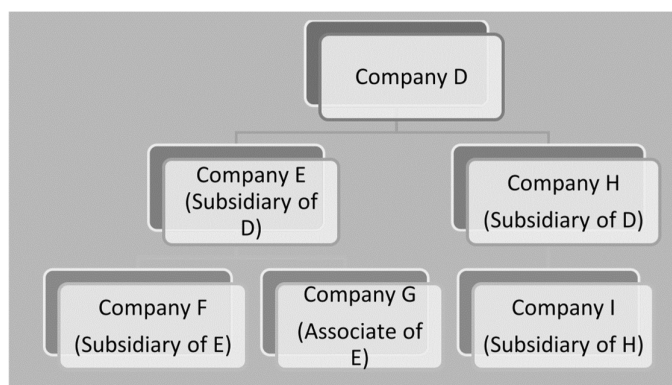 Company D
Company E
(Subsidiary of
D)
Company H
(Subsidiary of D)
Company F
(Subsidiary of E)
Company G
(Associate of
E)
Company I
(Subsidiary of H)